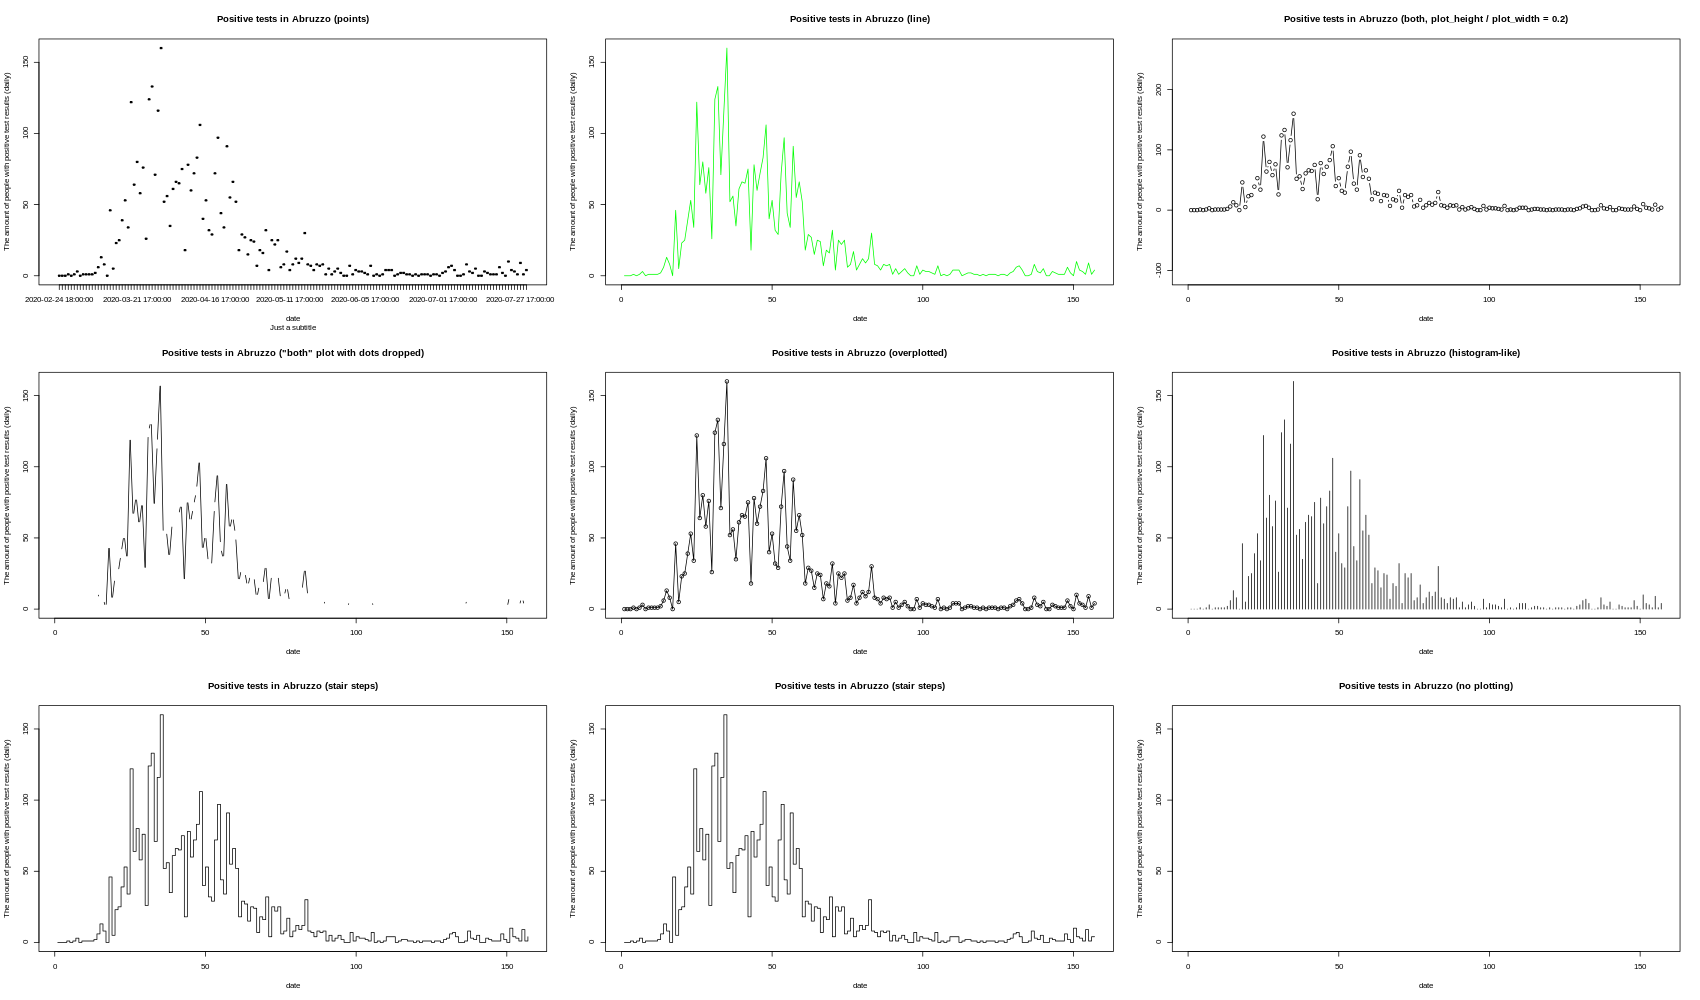 Positive tests in Abruzzo (points)
The amount of people with positive test results (daily)
150
100
50
0
2020-02-24 18:00:00 2020-03-21 17:00:00 2020-04-16 17:00:00 2020-05-11 17:00:00 2020-06-05 17:00:00 2020-07-01 17:00:00 2020-07-27 17:00:00
date
Just a subtitle
Positive tests in Abruzzo (line)
The amount of people with positive test results (daily)
150
100
50
0
0 50 100 150
date
Positive tests in Abruzzo (both, plot_height / plot_width = 0.2)
The amount of people with positive test results (daily)
200
100
0
-100
0 50 100 150
date
Positive tests in Abruzzo ("both" plot with dots dropped)
The amount of people with positive test results (daily)
150
100
50
0
0 50 100 150
date
Positive tests in Abruzzo (overplotted)
The amount of people with positive test results (daily)
150
100
50
0
0 50 100 150
date
Positive tests in Abruzzo (histogram-like)
The amount of people with positive test results (daily)
150
100
50
0
0 50 100 150
date
Positive tests in Abruzzo (stair steps)
The amount of people with positive test results (daily)
150
100
50
0
0 50 100 150
date
Positive tests in Abruzzo (stair steps)
The amount of people with positive test results (daily)
150
100
50
0
0 50 100 150
date
Positive tests in Abruzzo (no plotting)
The amount of people with positive test results (daily)
150
100
50
0
0 50 100 150
date